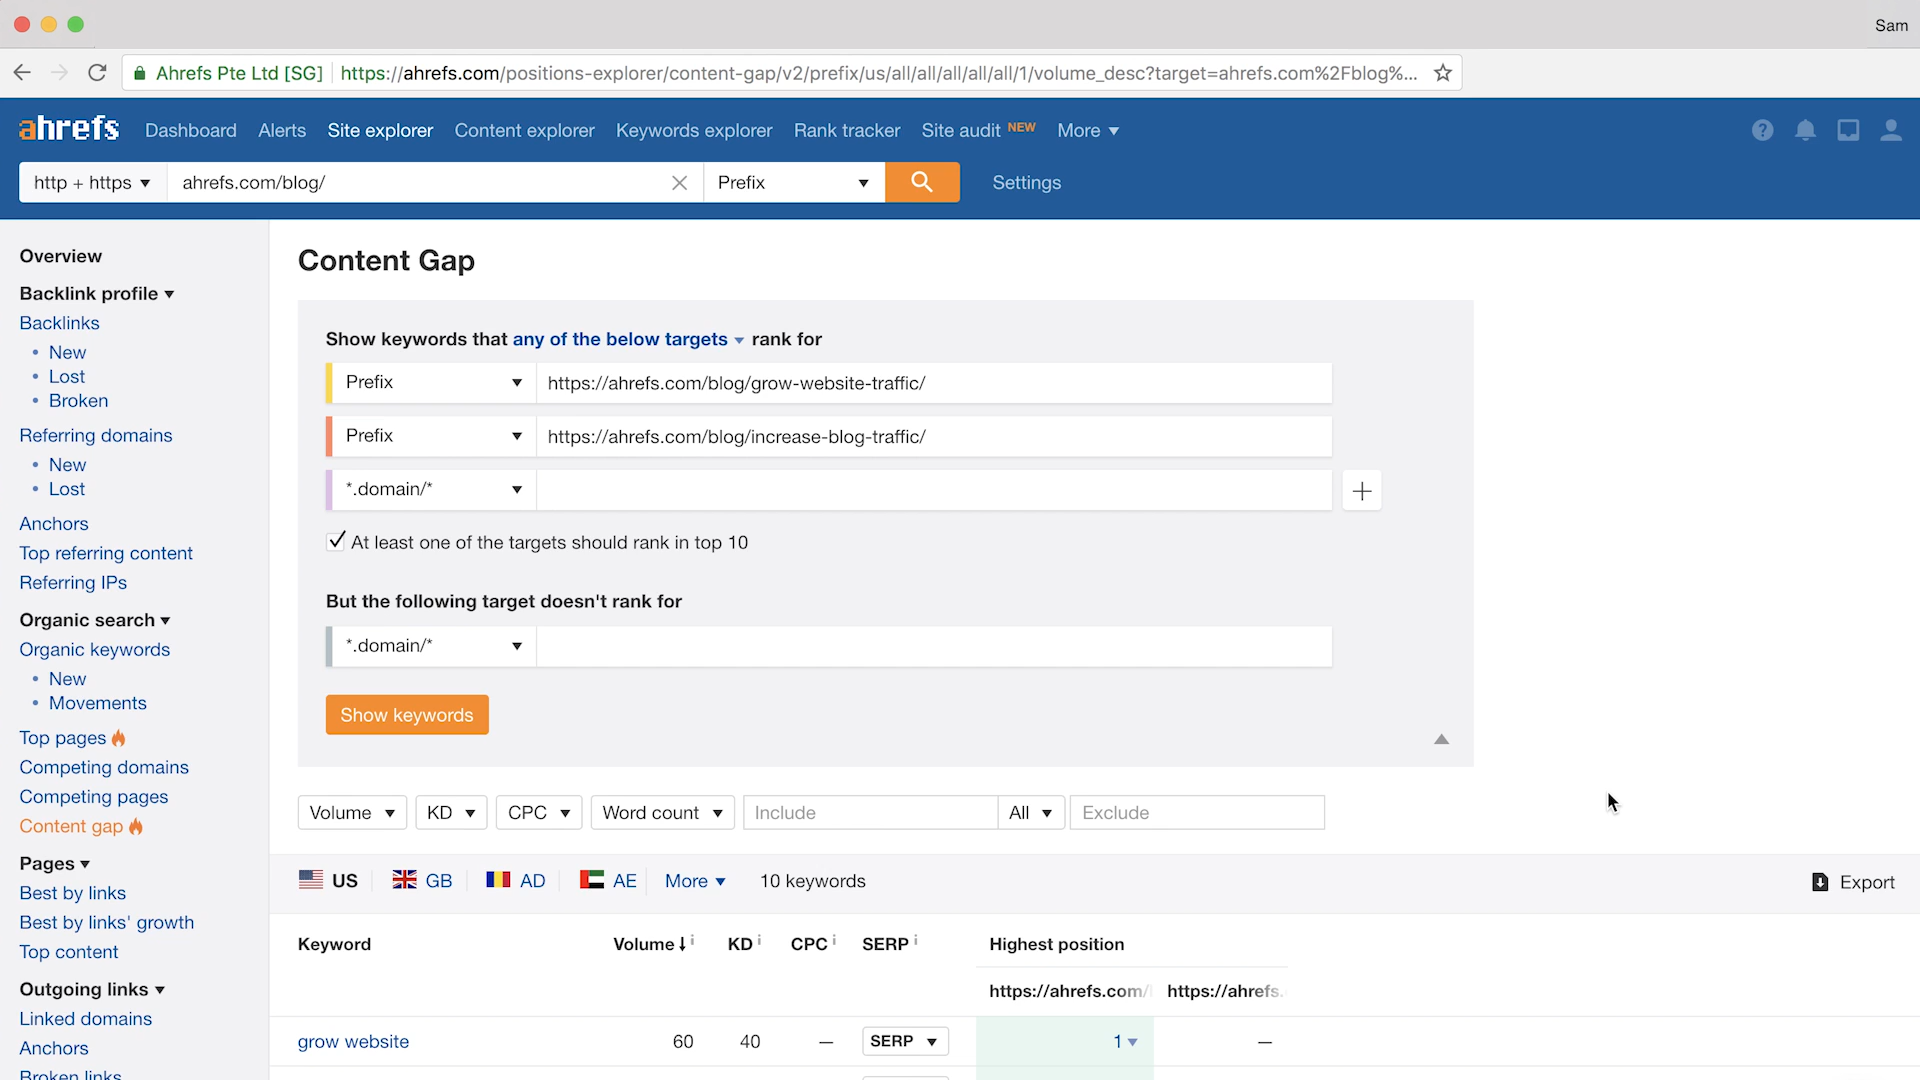 Sam
Ahrefs Pte Ltd [SG] https://ahrefs.com/positions-explorer/content-gap/v2/prefix/us/all/all/all/all/all/1/volume_desc?target=ahrefs.com%2Fblog%...
ahrefs Dashboard Alerts Site explorer Content explorer Keywords explorer Rank tracker Site audit NEW More
http + https ahrefs.com/blog/ Prefix Settings
Overview
Backlink profile
Backlinks
• New
• Lost
• Broken
Referring domains
• New
• Lost
Anchors
Top referring content
Referring IPs
Organic search
Organic keywords
• New
• Movements
Top pages
Competing domains
Competing pages
Content gap
Pages
Best by links
Best by links' growth
Top content
Outgoing links
Linked domains
Anchors
Broken links
Content Gap
Show keywords that any of the below targets rank for
Prefix https://ahrefs.com/blog/grow-website-traffic/
Prefix https://ahrefs.com/blog/increase-blog-traffic/
*.domain/*
At least one of the targets should rank in top 10
But the following target doesn't rank for
*.domain/*
Show keywords
Volume KD CPC Word count Include All Exclude
US GB AD AE More 10 keywords Export
Keyword Volume KD CPC SERP Highest position
https://ahrefs.com/ https://ahrefs.
grow website 60 40 — SERP 1 —